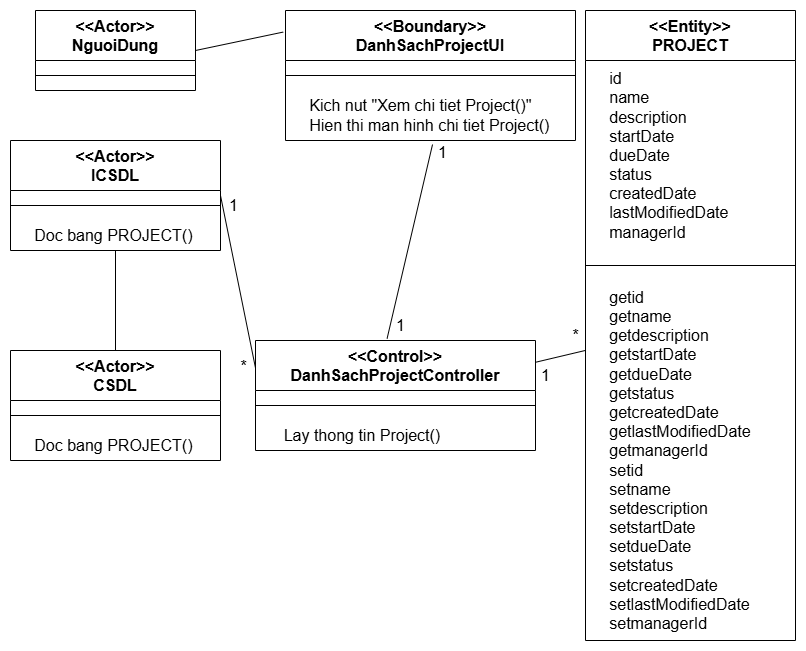 <<Actor>>
NguoiDung
<<Boundary>>
DanhSachProjectUI
Kich nut "Xem chi tiet Project()"
Hien thi man hinh chi tiet Project()
<<Entity>>
PROJECT
id
name
description
startDate
dueDate
status
createdDate
lastModifiedDate
managerId
getid
getname
getdescription
getstartDate
getdueDate
getstatus
getcreatedDate
getlastModifiedDate
getmanagerId
setid
setname
setdescription
setstartDate
setdueDate
setstatus
setcreatedDate
setlastModifiedDate
setmanagerId
<<Actor>>
ICSDL
Doc bang PROJECT()
1
1
1
*
*
1
<<Actor>>
CSDL
Doc bang PROJECT()
<<Control>>
DanhSachProjectController
Lay thong tin Project()